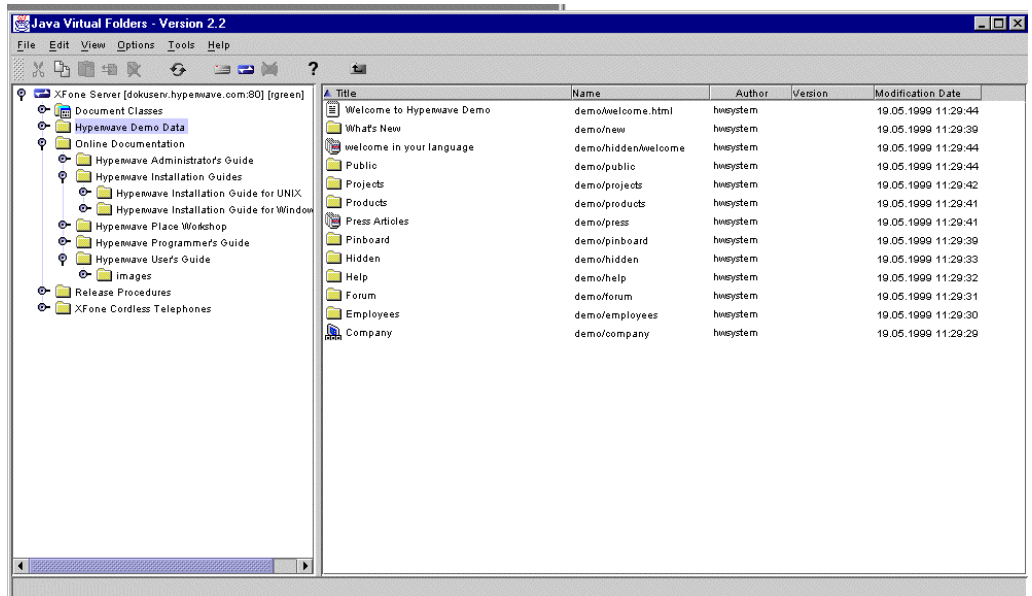 Java Virtual Folders - Version 2.2
File Edit View Options Tools Help
?
XFone Server [dokuserv.hyperwave.com:80] [rgreen]
Document Classes
Hyperwave Demo Data
Online Documentation
Hyperwave Administrator's Guide
Hyperwave Installation Guides
Hyperwave Installation Guide for UNIX
Hyperwave Installation Guide for Window
Hyperwave Place Workshop
Hyperwave Programmer's Guide
Hyperwave User's Guide
images
Release Procedures
XFone Cordless Telephones
Title Name Author Version Modification Date
Welcome to Hyperwave Demo demo/welcome.html hwsystem 19.05.1999 11:29:44
What's New demo/new hwsystem 19.05.1999 11:29:39
welcome in your language demo/hidden/welcome hwsystem 19.05.1999 11:29:44
Public demo/public hwsystem 19.05.1999 11:29:44
Projects demo/projects hwsystem 19.05.1999 11:29:42
Products demo/products hwsystem 19.05.1999 11:29:41
Press Articles demo/press hwsystem 19.05.1999 11:29:41
Pinboard demo/pinboard hwsystem 19.05.1999 11:29:39
Hidden demo/hidden hwsystem 19.05.1999 11:29:33
Help demo/help hwsystem 19.05.1999 11:29:32
Forum demo/forum hwsystem 19.05.1999 11:29:31
Employees demo/employees hwsystem 19.05.1999 11:29:30
Company demo/company hwsystem 19.05.1999 11:29:29